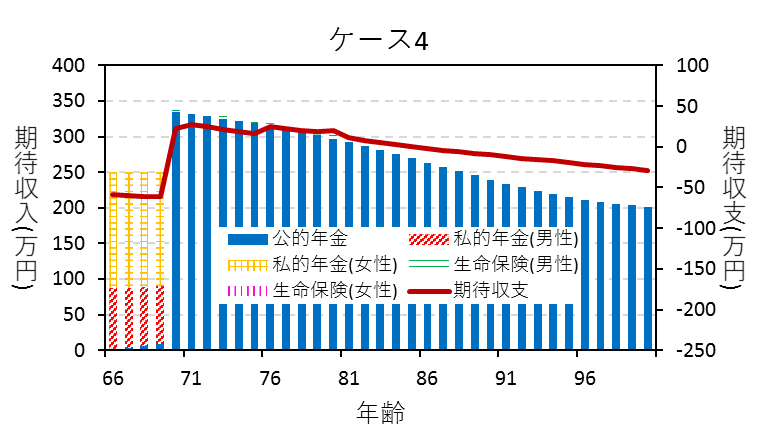 ケース4
400 100
350 50
300 0
250 -50
200 -100
150 -150
100 -200
50
0 -250
期待収入(万円)
期待収支(万円)
公的年金 私的年金(男性)
私的年金(女性) 生命保険(男性)
生命保険(女性) 期待収支
66 71 76 81 86 91 96
年齢